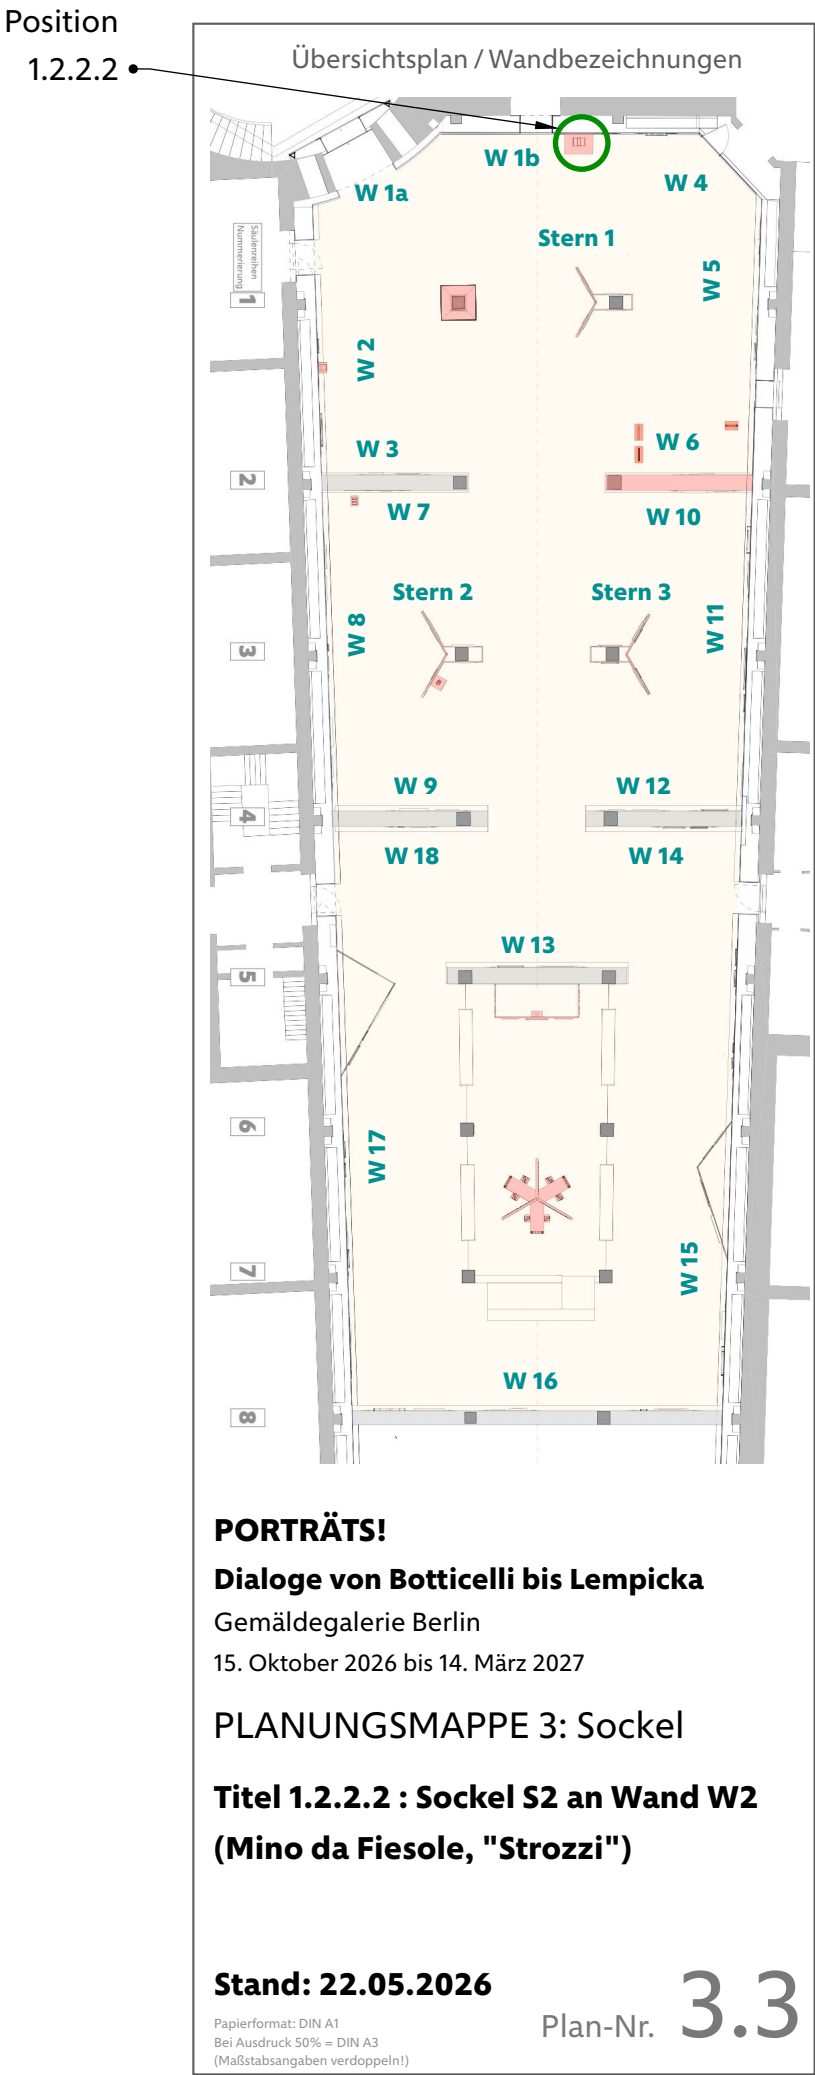 Position
1.2.2.2
Übersichtsplan / Wandbezeichnungen
W 1b
W 1a
W 4
Stern 1
W 5
Säulenreihen
Nummerierung
1
W 2
W 3
W 6
2
W 7
W 10
Stern 2
Stern 3
W 8
W 11
3
W 9
W 12
4
W 18
W 14
W 13
5
6
W 17
W 15
7
W 16
8
PORTRÄTS!
Dialoge von Botticelli bis Lempicka
Gemäldegalerie Berlin
15. Oktober 2026 bis 14. März 2027
PLANUNGSMAPPE 3: Sockel
Titel 1.2.2.2 : Sockel S2 an Wand W2
(Mino da Fiesole, "Strozzi")
Stand: 22.05.2026
Papierformat: DIN A1
Bei Ausdruck 50% = DIN A3
(Maßstabsangaben verdoppeln!)
Plan-Nr. 3.3